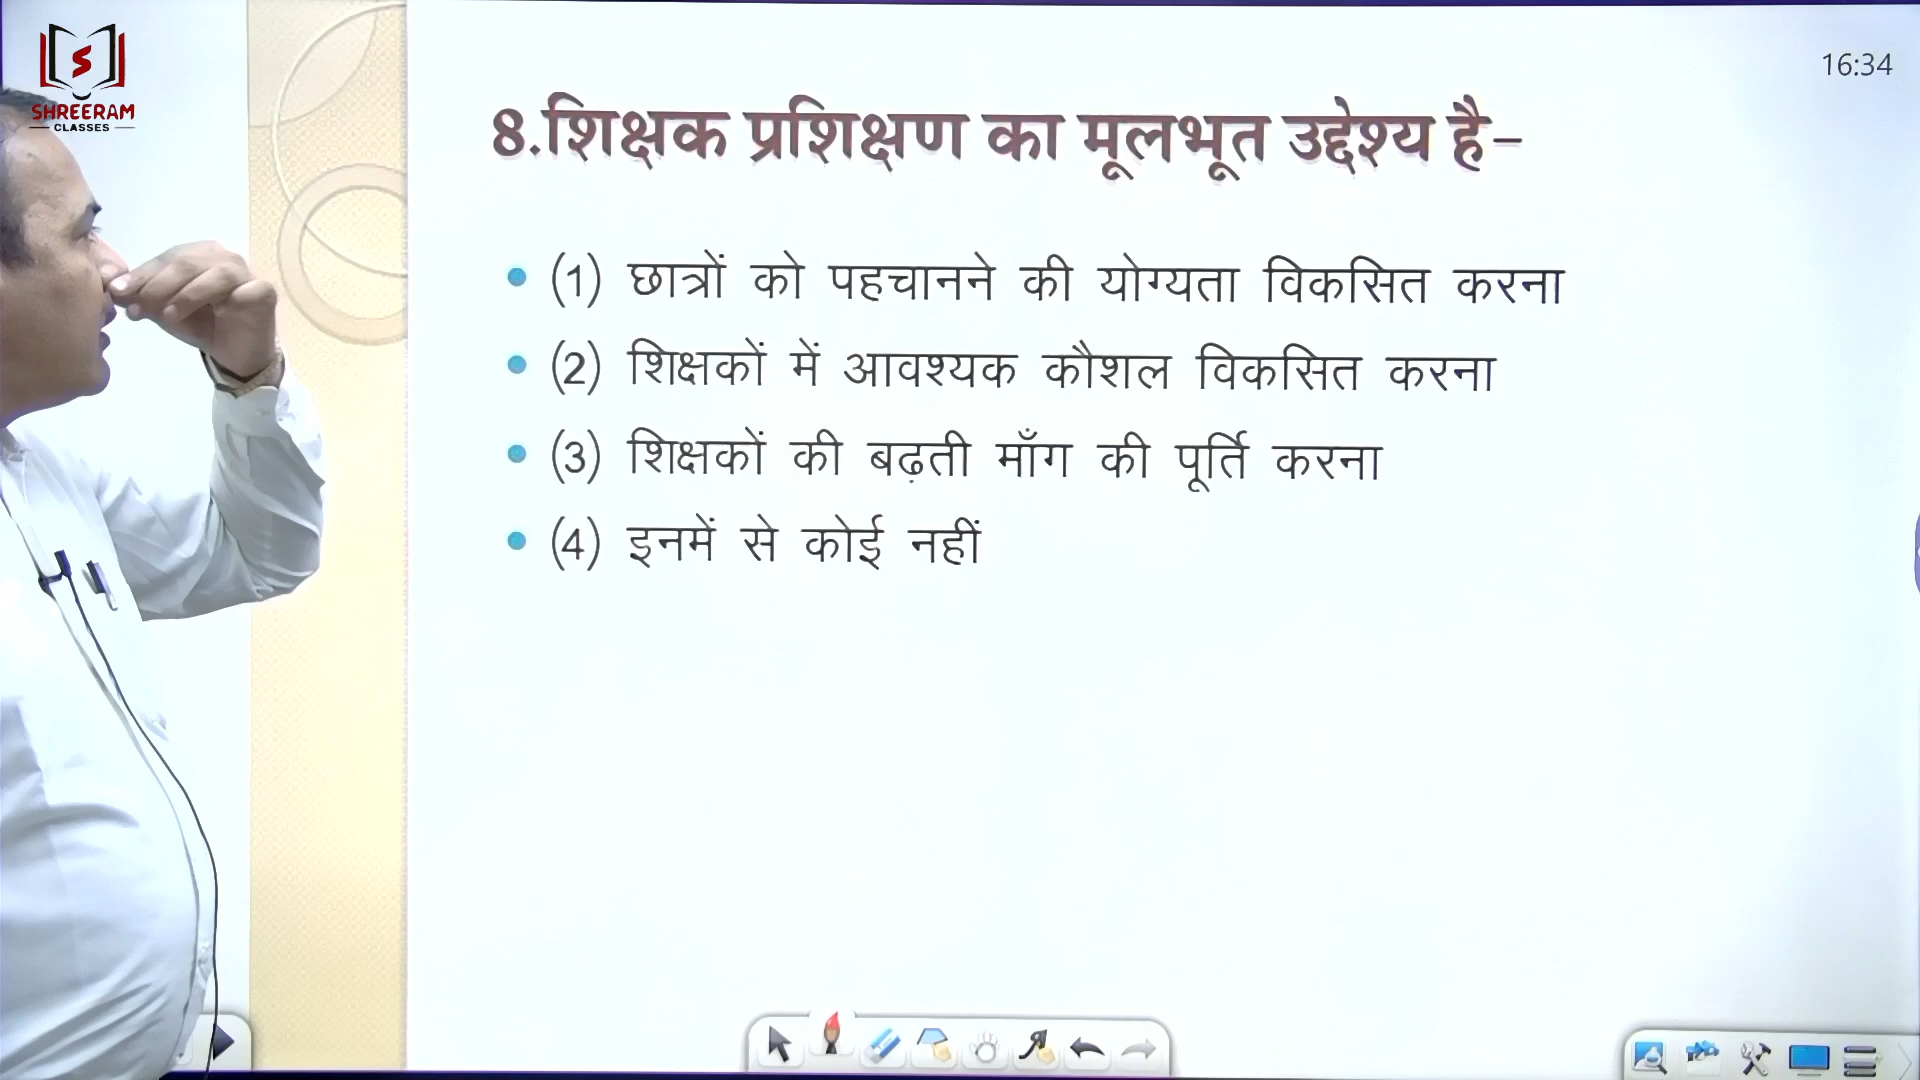 SHREERAM
CLASSES
16:34
8.शिक्षक प्रशिक्षण का मूलभूत उद्देश्य है–
(1) छात्रों को पहचानने की योग्यता विकसित करना
(2) शिक्षकों में आवश्यक कौशल विकसित करना
(3) शिक्षकों की बढ़ती माँग की पूर्ति करना
(4) इनमें से कोई नहीं